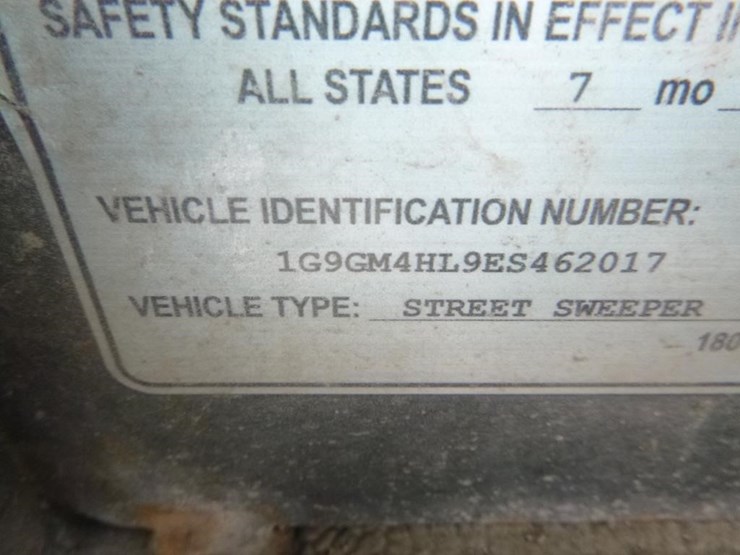 SAFETY STANDARDS IN EFFECT
ALL STATES 7 mo
VEHICLE IDENTIFICATION NUMBER:
1G9GM4HL9ES462017
VEHICLE TYPE: STREET SWEEPER
180